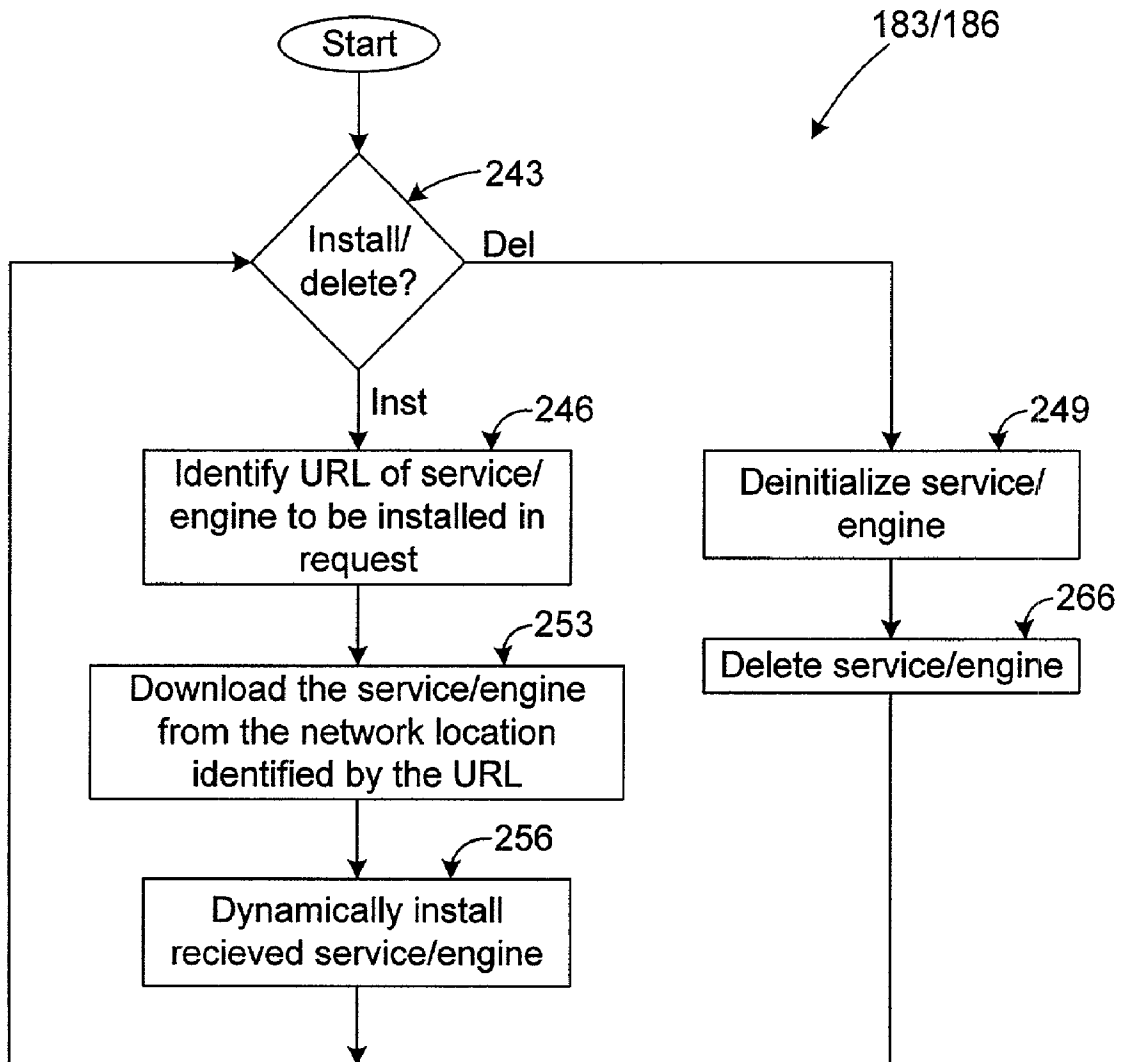 183/186
Start
243
Install/
delete?
Del
Inst
246
Identify URL of service/
engine to be installed in
request
249
Deinitialize service/
engine
253
Download the service/engine
from the network location
identified by the URL
266
Delete service/engine
256
Dynamically install
recieved service/engine